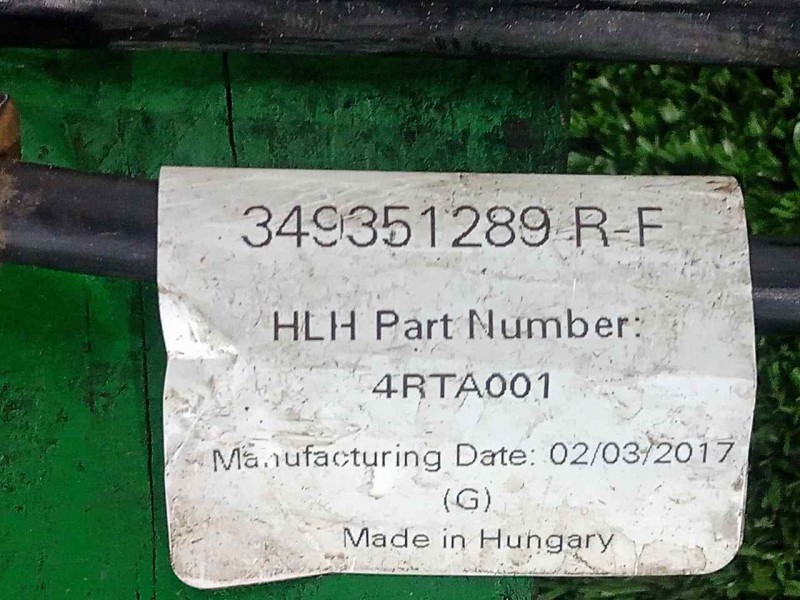 349351289 R-F
HLH Part Number:
4RTA001
Manufacturing Date: 02/03/2017
(G)
Made in Hungary